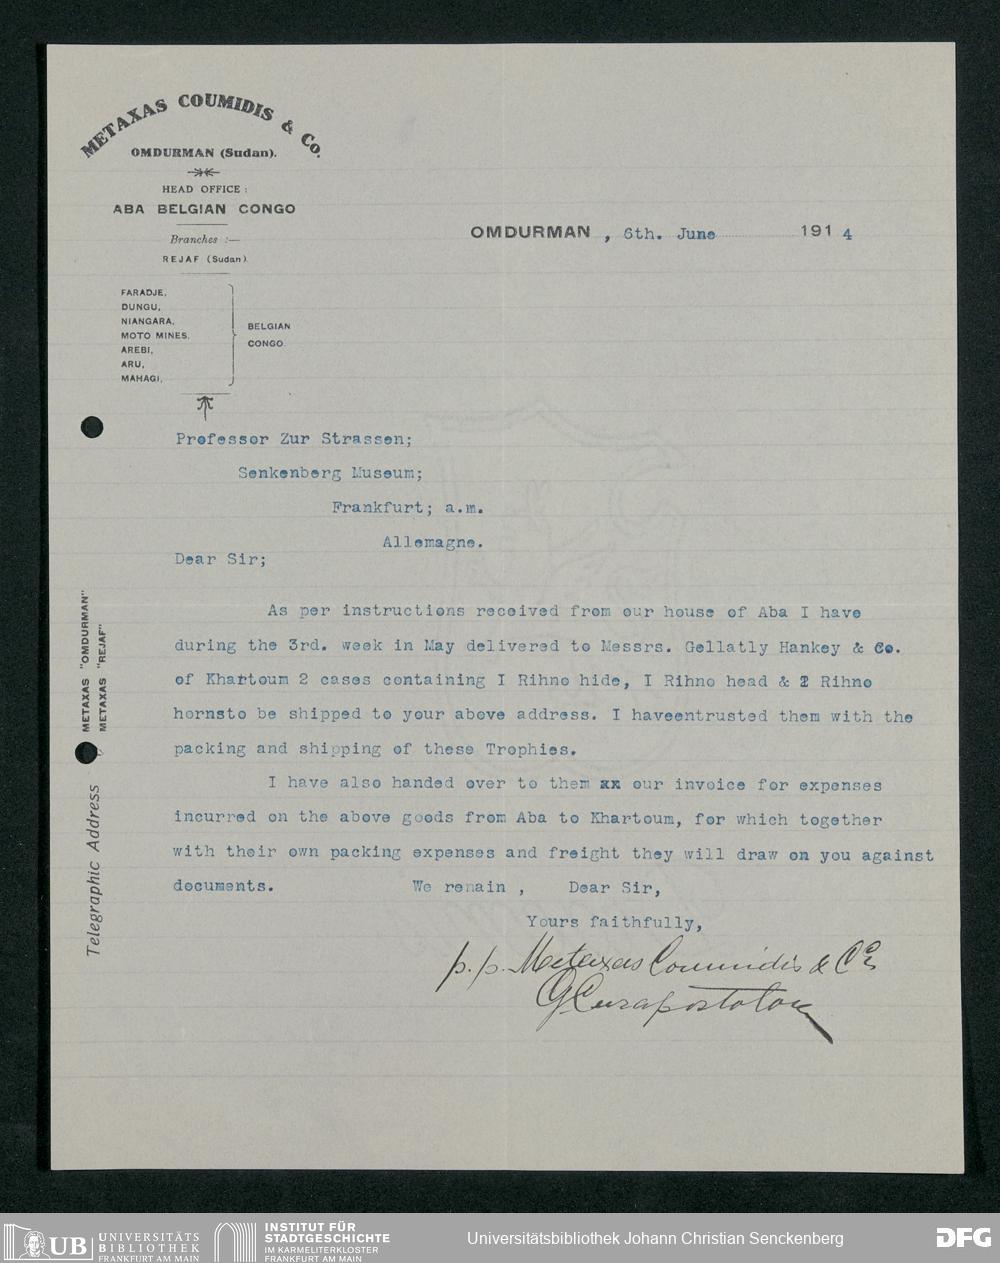 METAXAS COUMIDIS & Co.
OMDURMAN (Sudan).
HEAD OFFICE :
ABA BELGIAN CONGO
Branches :—
REJAF (Sudan)
FARADJE,
DUNGU,
NIANGARA,
MOTO MINES,
AREBI,
ARU,
MAHAGI,
BELGIAN
CONGO.
OMDURMAN , 6th. June 1914
Professor Zur Strassen;
Senkenberg Museum;
Frankfurt; a.m.
Allemagne.
Dear Sir;
As per instructions received from our house of Aba I have
during the 3rd. week in May delivered to Messrs. Gellatly Hankey & Co.
of Khartoum 2 cases containing I Rihno hide, I Rihno head & 2 Rihno
hornsto be shipped to your above address. I haveentrusted them with the
packing and shipping of these Trophies.
I have also handed over to them xx our invoice for expenses
incurred on the above goods from Aba to Khartoum, for which together
with their own packing expenses and freight they will draw on you against
documents. We remain , Dear Sir,
Yours faithfully,
p.p. Metaxas Coumidis & Co
Telegraphic Address
METAXAS "OMDURMAN"
METAXAS "REJAF"
UB UNIVERSITÄTS
BIBLIOTHEK
FRANKFURT AM MAIN
INSTITUT FÜR
STADTGESCHICHTE
IM KARMELITERKLOSTER
FRANKFURT AM MAIN
Universitätsbibliothek Johann Christian Senckenberg
DFG